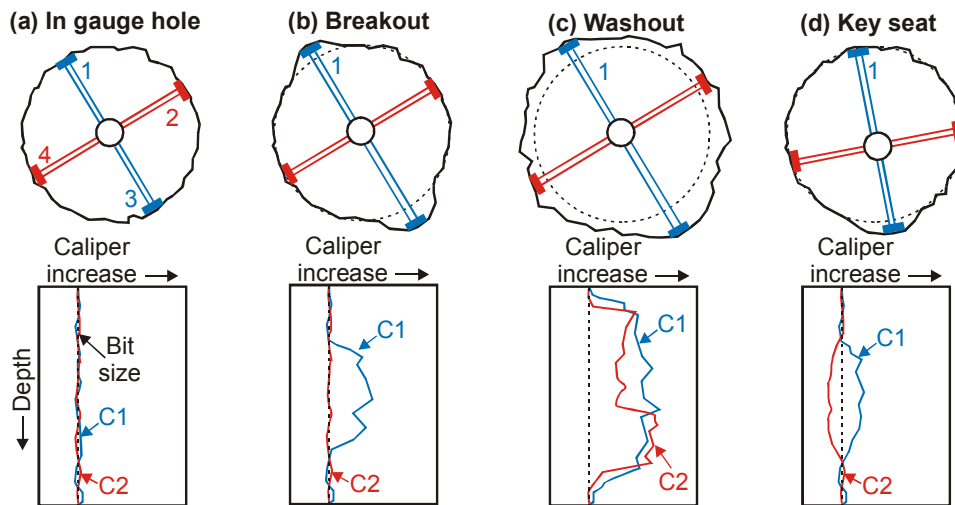 (a) In gauge hole
(b) Breakout
(c) Washout
(d) Key seat
1
2
4
3
1
1
1
Caliper
increase
Caliper
increase
Caliper
increase
Caliper
increase
Depth
Bit
size
C1
C2
C1
C2
C1
C2
C1
C2